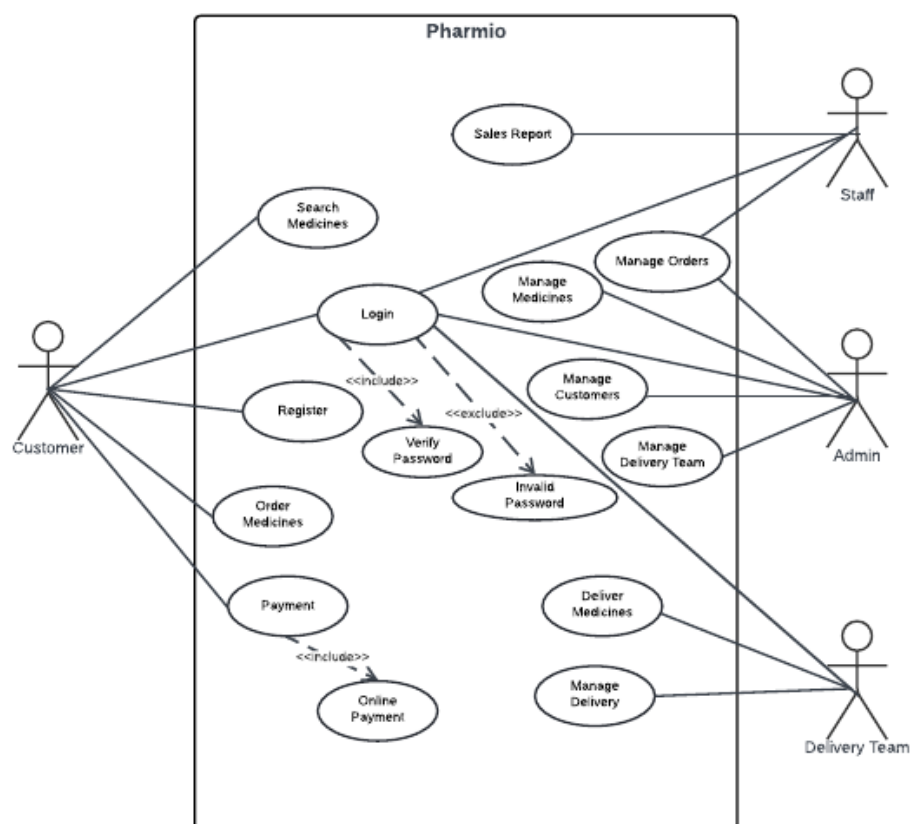 Pharmio
Sales Report
Staff
Search
Medicines
Manage Orders
Manage
Medicines
Login
<<include>>
Manage
Customers
Register
<<exclude>>
Customer
Verify
Password
Manage
Delivery Team
Admin
Invalid
Password
Order
Medicines
Payment
Deliver
Medicines
<<include>>
Online
Payment
Manage
Delivery
Delivery Team